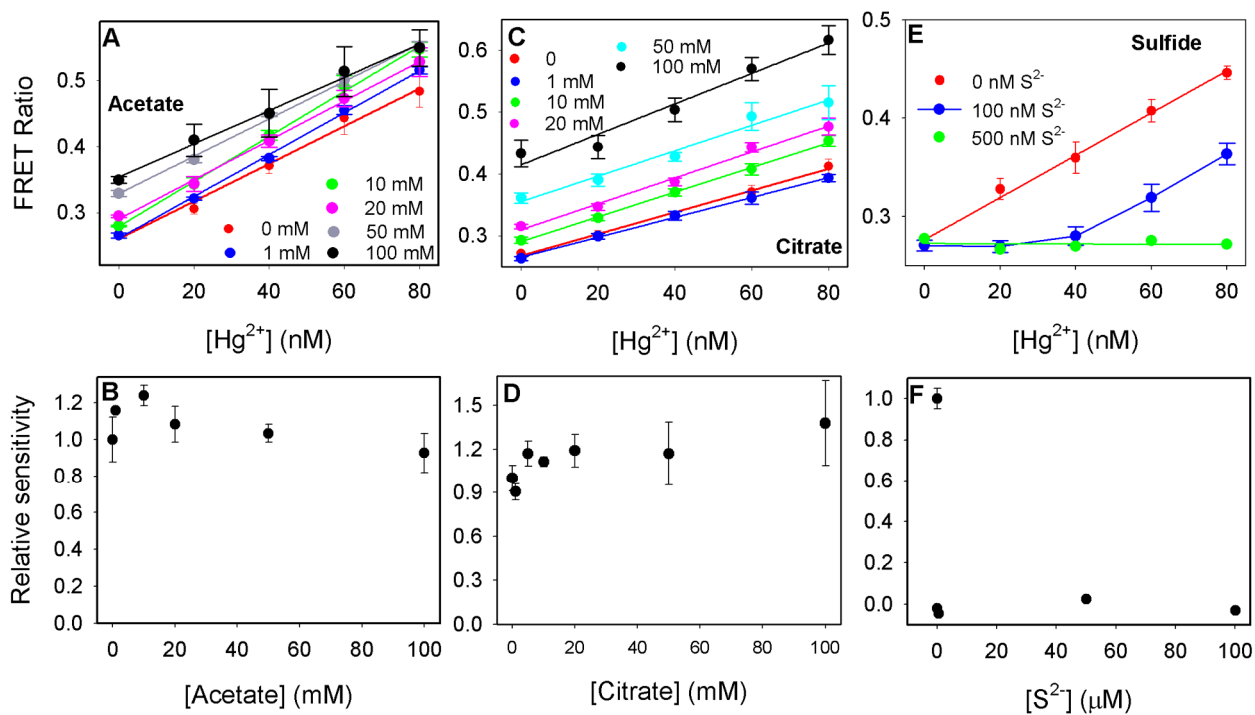 A
Acetate
FRET Ratio
0.5
0.4
0.3
10 mM
20 mM
0 mM
50 mM
1 mM
100 mM
0 20 40 60 80
[Hg²⁺] (nM)
C
0
1 mM
10 mM
20 mM
50 mM
100 mM
0.6
0.5
0.4
0.3
Citrate
0 20 40 60 80
[Hg²⁺] (nM)
E
Sulfide
0 nM S²⁻
100 nM S²⁻
500 nM S²⁻
0.5
0.4
0.3
0.2
0 20 40 60 80
[Hg²⁺] (nM)
B
Relative sensitivity
1.2
1.0
0.8
0.6
0.4
0.2
0.0
0 20 40 60 80 100
[Acetate] (mM)
D
1.5
1.2
0.9
0.6
0.3
0.0
0 20 40 60 80 100
[Citrate] (mM)
F
1.0
0.8
0.6
0.4
0.2
0.0
0 20 40 60 80 100
[S²⁻] (μM)